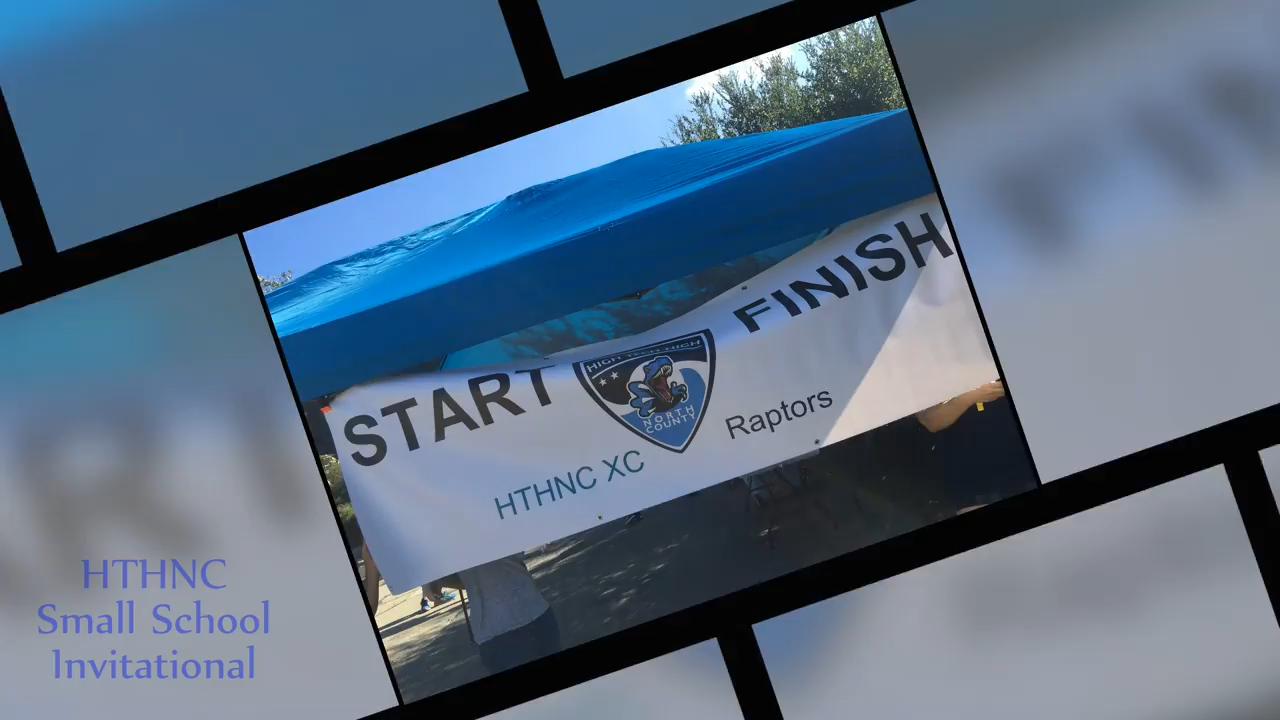 START
FINISH
HIGH TECH HIGH
NORTH
COUNTY
Raptors
HTHNC XC
HTHNC
Small School
Invitational